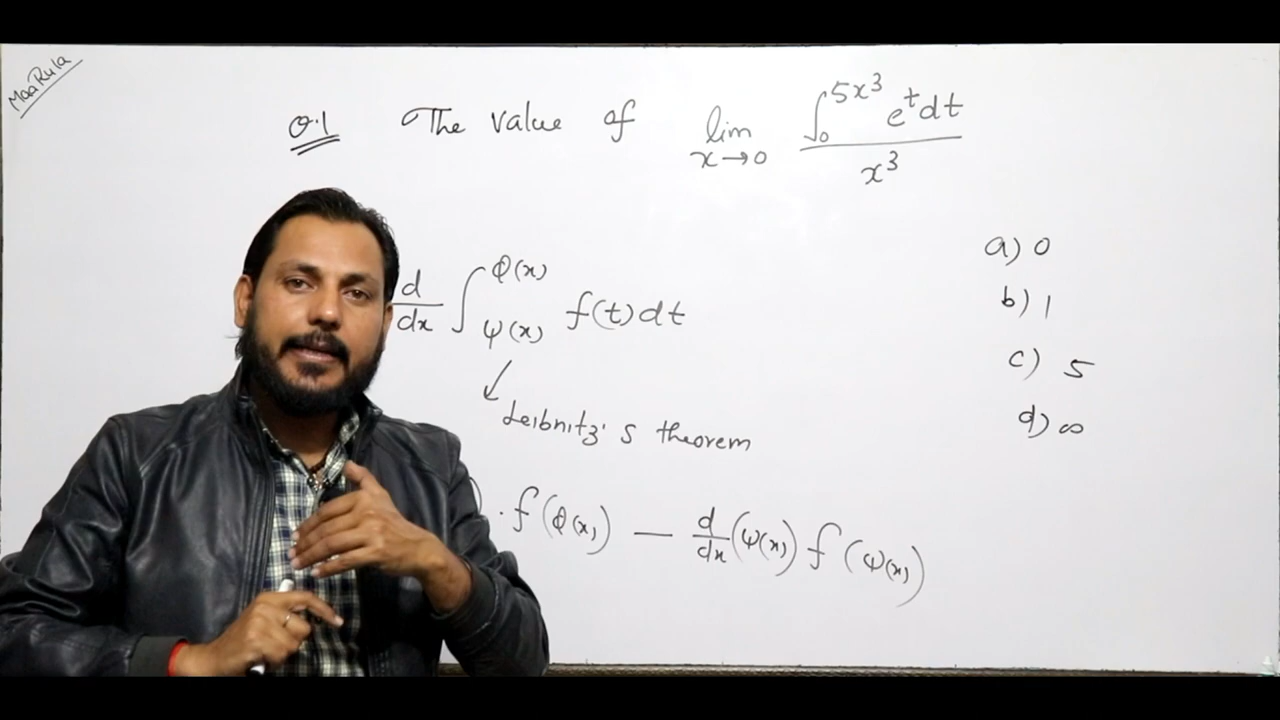 MaaRula
Q.1 The value of lim x→0 ∫₀^5x³ e^t dt / x³
a) 0
d/dx ∫_ψ(x)^φ(x) f(t) dt
b) 1
c) 5
Leibnitz's theorem
d) ∞
) . f(φ(x)) — d/dx (ψ(x)) f(ψ(x))